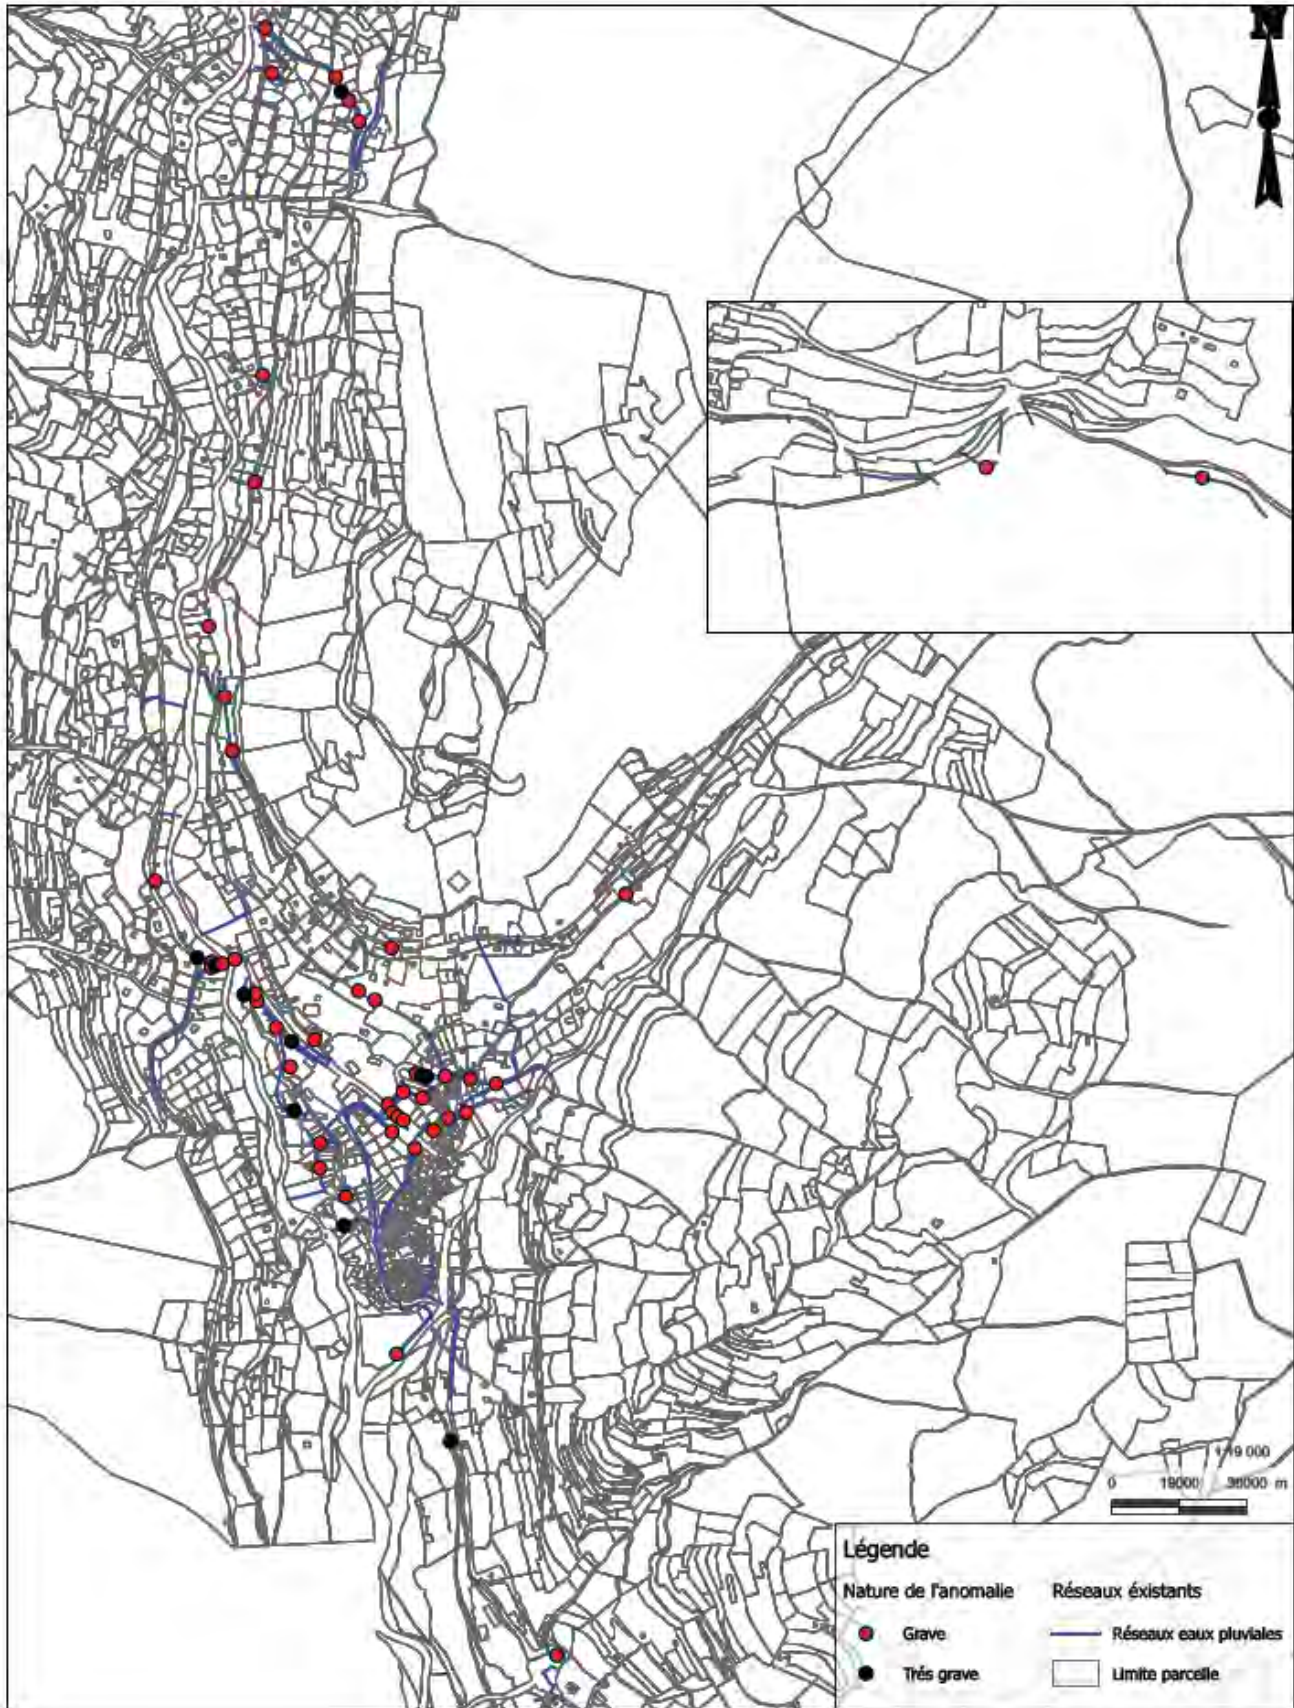 N
1:19 000
0 19000 36000 m
Légende
Nature de l'anomalie Réseaux éxistants
Grave Réseaux eaux pluviales
Trés grave Limite parcelle